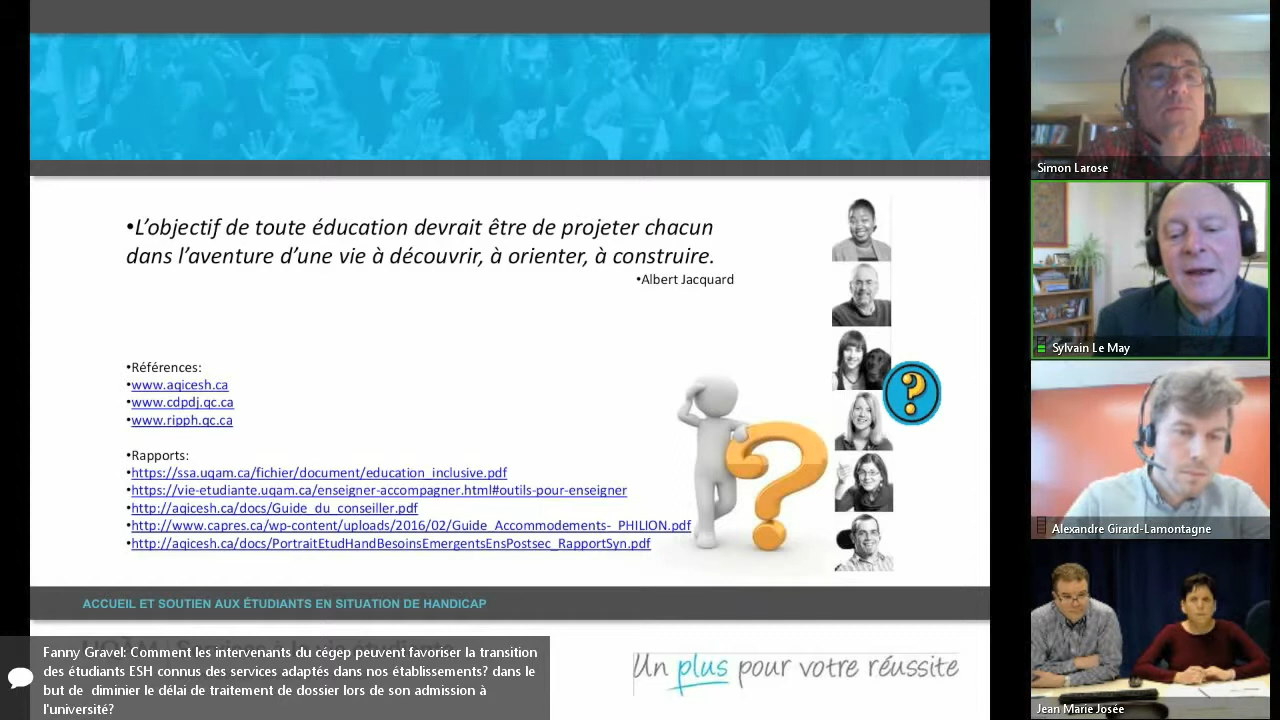 •L'objectif de toute éducation devrait être de projeter chacun
dans l'aventure d'une vie à découvrir, à orienter, à construire.
•Albert Jacquard
•Références:
•www.aqicesh.ca
•www.cdpdj.qc.ca
•www.ripph.qc.ca
•Rapports:
•https://ssa.uqam.ca/fichier/document/education_inclusive.pdf
•https://vie-etudiante.uqam.ca/enseigner-accompagner.html#outils-pour-enseigner
•http://aqicesh.ca/docs/Guide_du_conseiller.pdf
•http://www.capres.ca/wp-content/uploads/2016/02/Guide_Accommodements-_PHILION.pdf
•http://aqicesh.ca/docs/PortraitEtudHandBesoinsEmergentsEnsPostsec_RapportSyn.pdf
?
ACCUEIL ET SOUTIEN AUX ÉTUDIANTS EN SITUATION DE HANDICAP
Un plus pour votre réussite
Fanny Gravel: Comment les intervenants du cégep peuvent favoriser la transition
des étudiants ESH connus des services adaptés dans nos établissements? dans le
but de diminier le délai de traitement de dossier lors de son admission à
l'université?
Simon Larose
Sylvain Le May
Alexandre Girard-Lamontagne
Jean Marie Josée